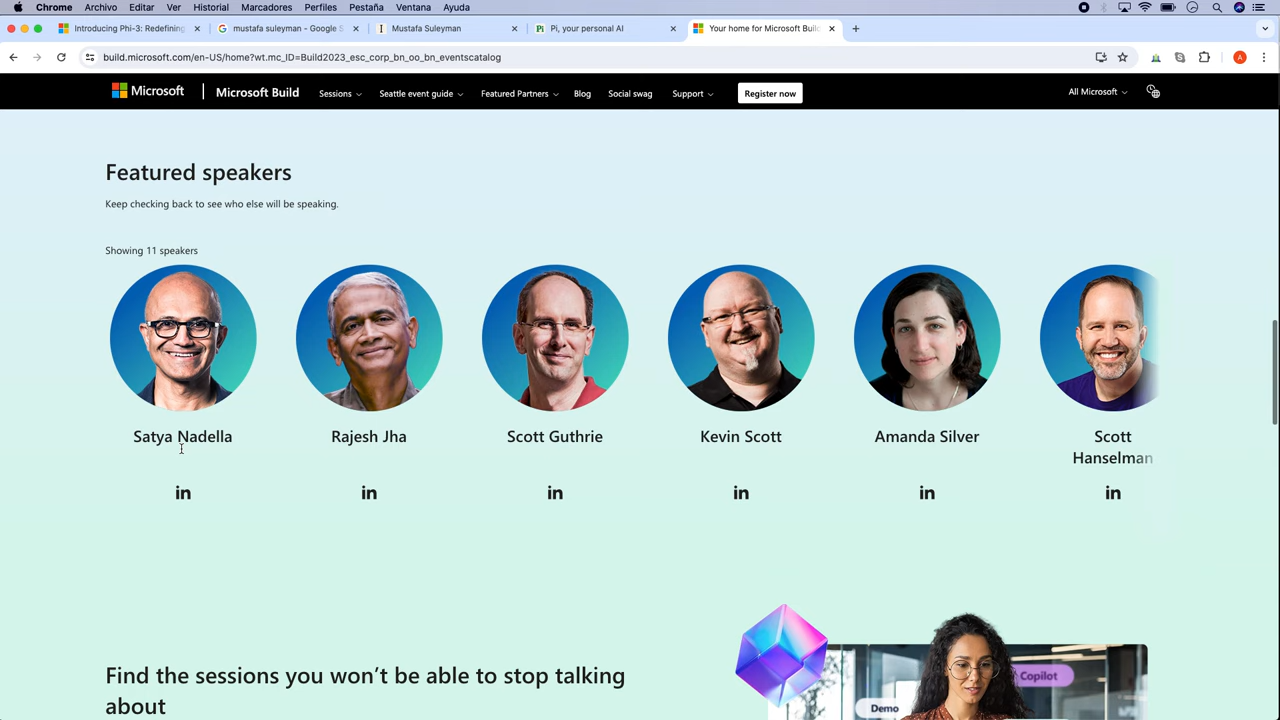 Chrome Archivo Editar Ver Historial Marcadores Perfiles Pestaña Ventana Ayuda
Introducing Phi-3: Redefining mustafa suleyman - Google S Mustafa Suleyman Pi, your personal AI Your home for Microsoft Build
build.microsoft.com/en-US/home?wt.mc_ID=Build2023_esc_corp_bn_oo_bn_eventscatalog
A
Microsoft Microsoft Build Sessions Seattle event guide Featured Partners Blog Social swag Support Register now All Microsoft
Featured speakers
Keep checking back to see who else will be speaking.
Showing 11 speakers
Satya Nadella Rajesh Jha Scott Guthrie Kevin Scott Amanda Silver Scott
Hanselman
in in in in in in
Find the sessions you won’t be able to stop talking
about
Copilot
Demo